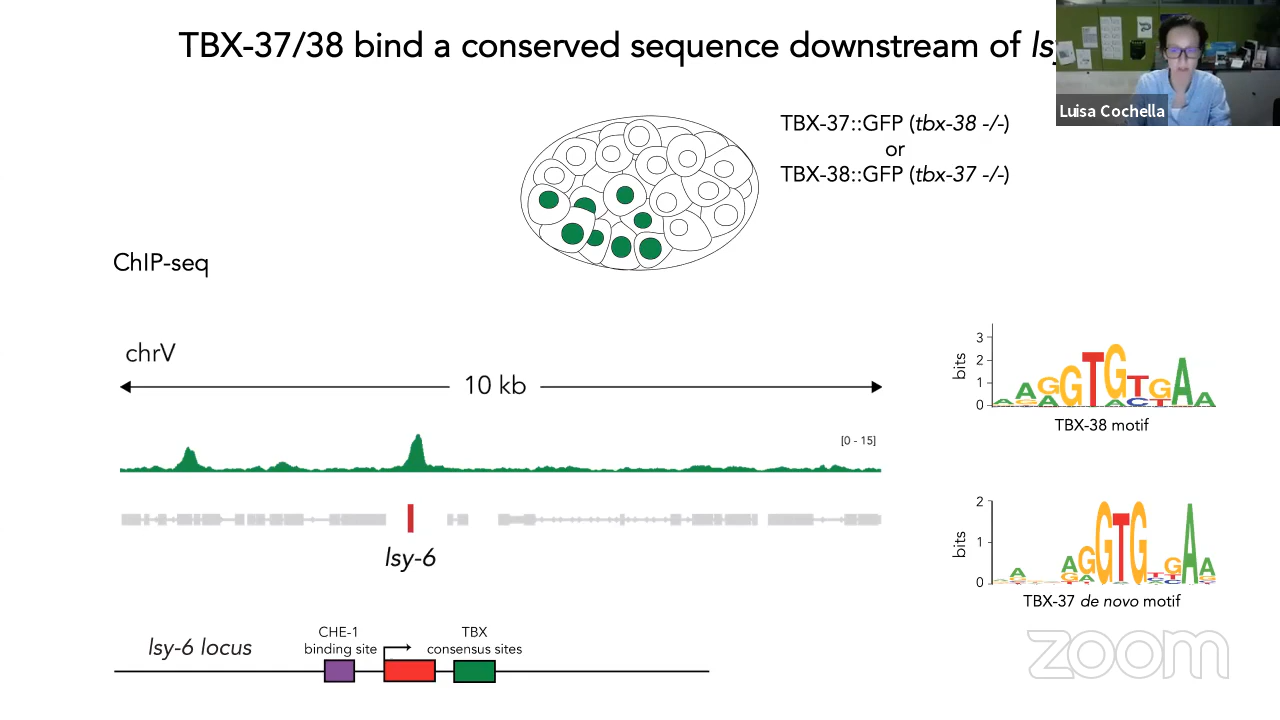 TBX-37/38 bind a conserved sequence downstream of
Luisa Cochella
TBX-37::GFP (tbx-38 -/-)
or
TBX-38::GFP (tbx-37 -/-)
ChIP-seq
chrV
10 kb
[0 - 15]
lsy-6
bits
3
2
1
0
TBX-38 motif
bits
2
1
0
TBX-37 de novo motif
lsy-6 locus
CHE-1
binding site
TBX
consensus sites
zoom